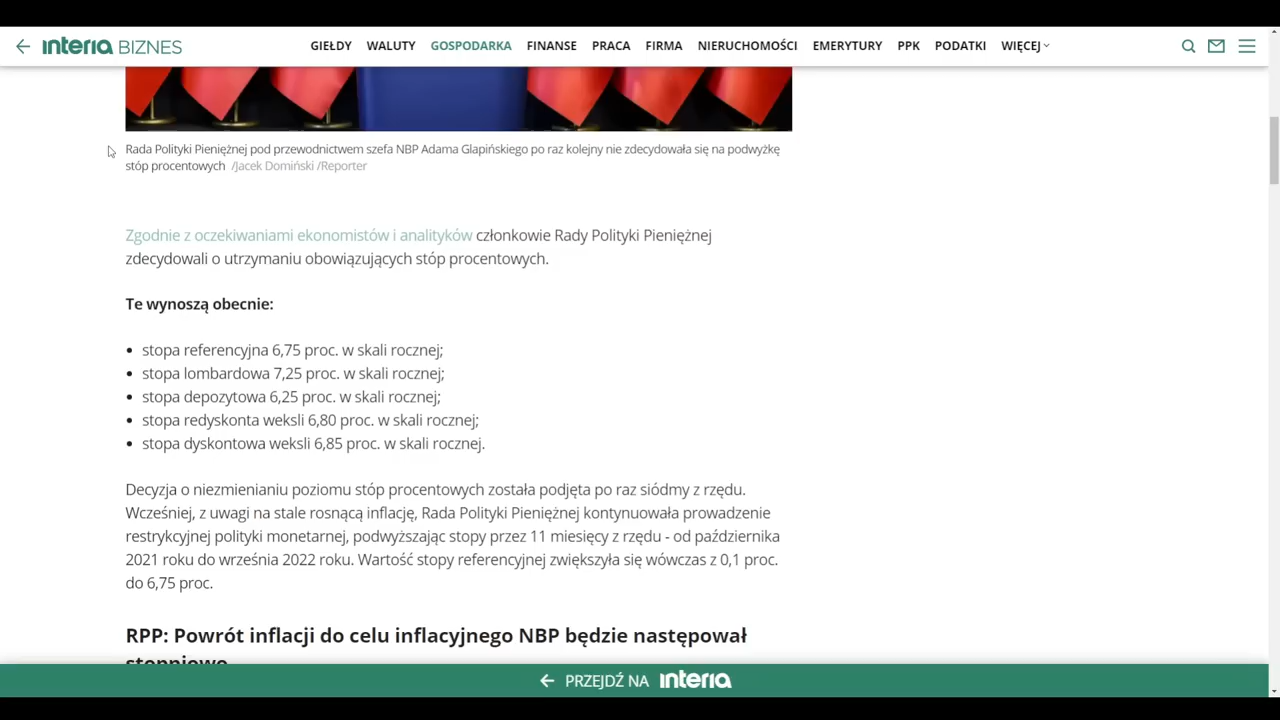 interia BIZNES GIEŁDY WALUTY GOSPODARKA FINANSE PRACA FIRMA NIERUCHOMOŚCI EMERYTURY PPK PODATKI WIĘCEJ
Rada Polityki Pieniężnej pod przewodnictwem szefa NBP Adama Glapińskiego po raz kolejny nie zdecydowała się na podwyżkę
stóp procentowych /Jacek Domiński /Reporter
Zgodnie z oczekiwaniami ekonomistów i analityków członkowie Rady Polityki Pieniężnej
zdecydowali o utrzymaniu obowiązujących stóp procentowych.
Te wynoszą obecnie:
• stopa referencyjna 6,75 proc. w skali rocznej;
• stopa lombardowa 7,25 proc. w skali rocznej;
• stopa depozytowa 6,25 proc. w skali rocznej;
• stopa redyskonta weksli 6,80 proc. w skali rocznej;
• stopa dyskontowa weksli 6,85 proc. w skali rocznej.
Decyzja o niezmienianiu poziomu stóp procentowych została podjęta po raz siódmy z rzędu.
Wcześniej, z uwagi na stale rosnącą inflację, Rada Polityki Pieniężnej kontynuowała prowadzenie
restrykcyjnej polityki monetarnej, podwyższając stopy przez 11 miesięcy z rzędu - od października
2021 roku do września 2022 roku. Wartość stopy referencyjnej zwiększyła się wówczas z 0,1 proc.
do 6,75 proc.
RPP: Powrót inflacji do celu inflacyjnego NBP będzie następował
stopniowo
PRZEJDŹ NA interia